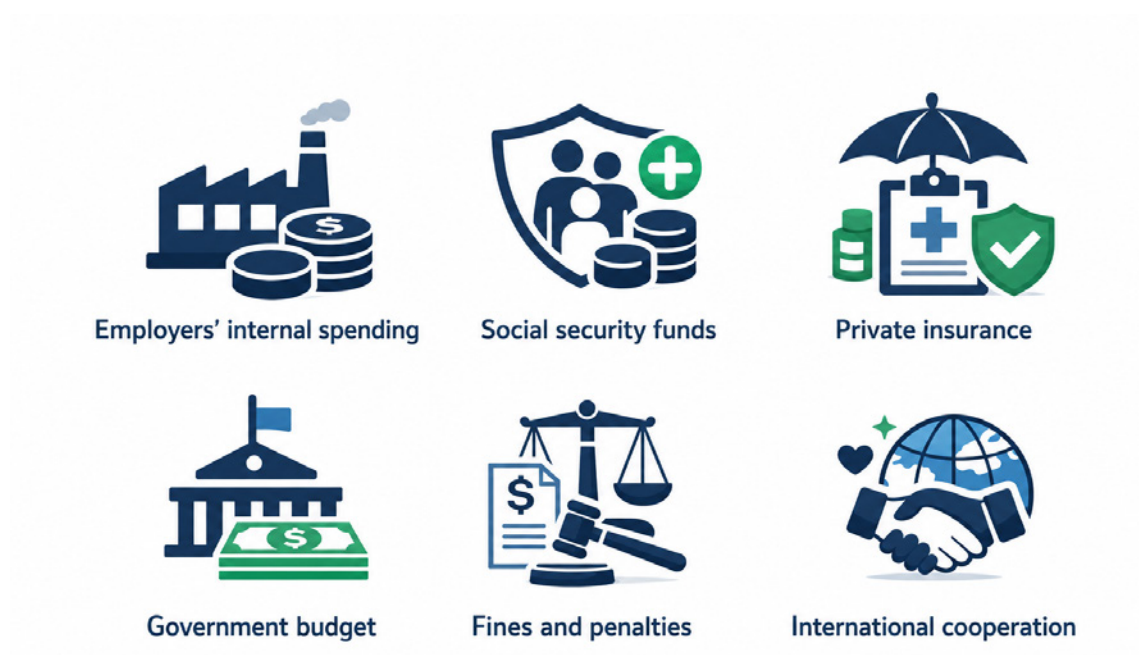 $
Employers’ internal spending
Social security funds
Private insurance
$
$
Government budget
Fines and penalties
International cooperation